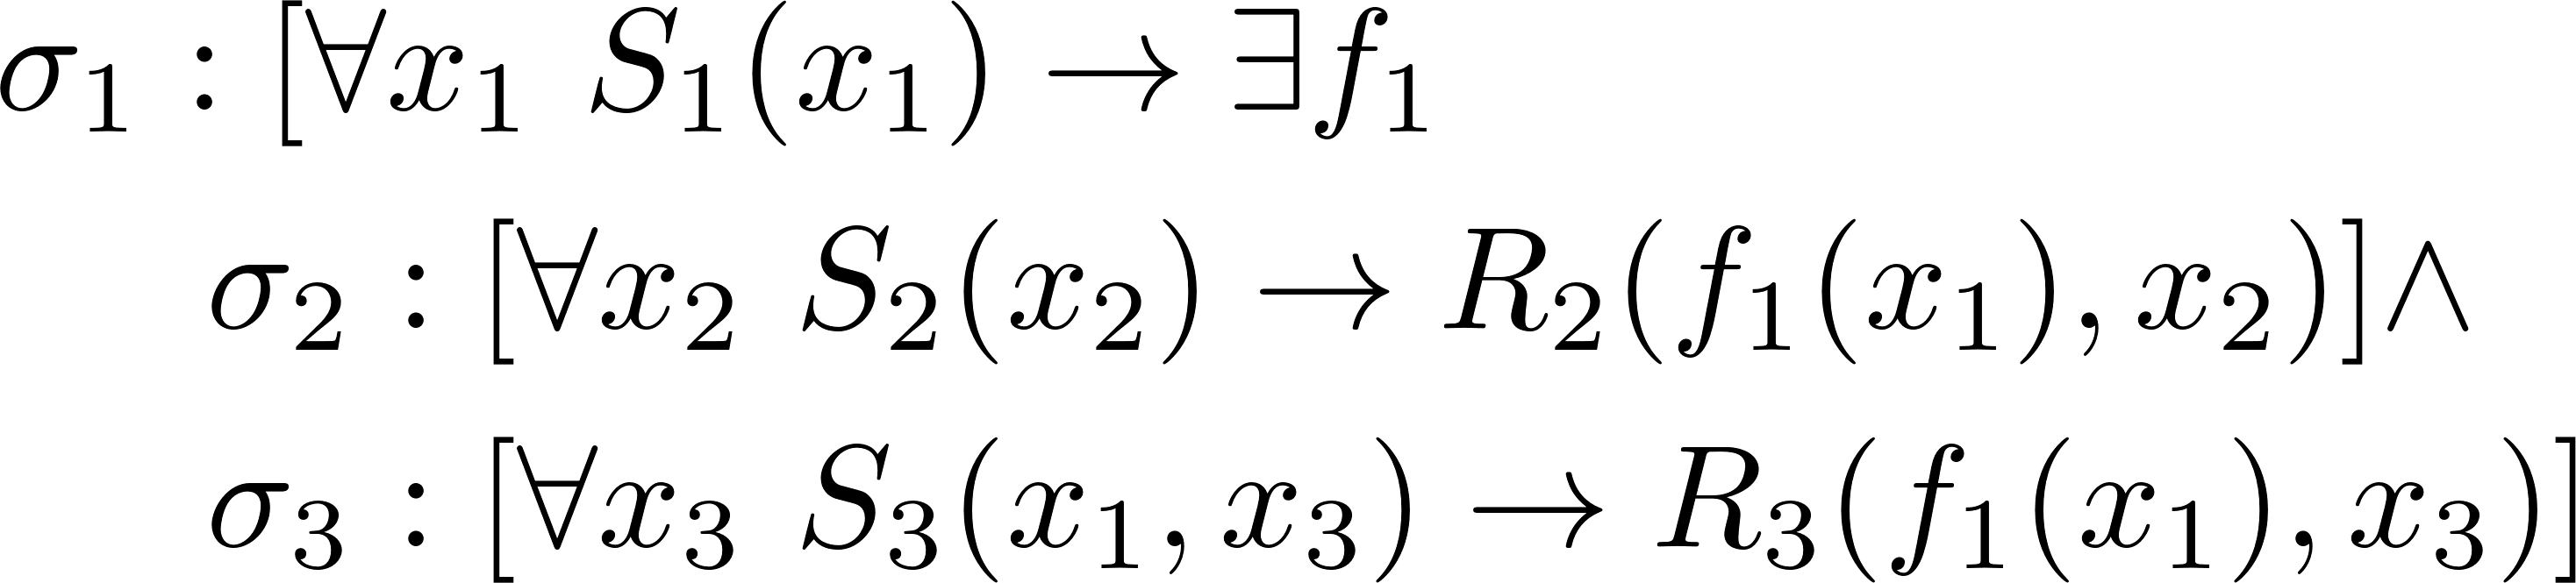 σ₁ : [∀x₁ S₁(x₁) → ∃f₁
σ₂ : [∀x₂ S₂(x₂) → R₂(f₁(x₁), x₂)]∧
σ₃ : [∀x₃ S₃(x₁, x₃) → R₃(f₁(x₁), x₃)]]